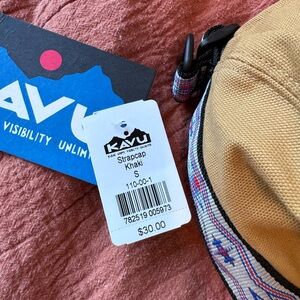 KAVU
VISIBILITY UNLIM
KAVU
Strapcap
Khaki
S
110-00-1
782519 005973
$30.00